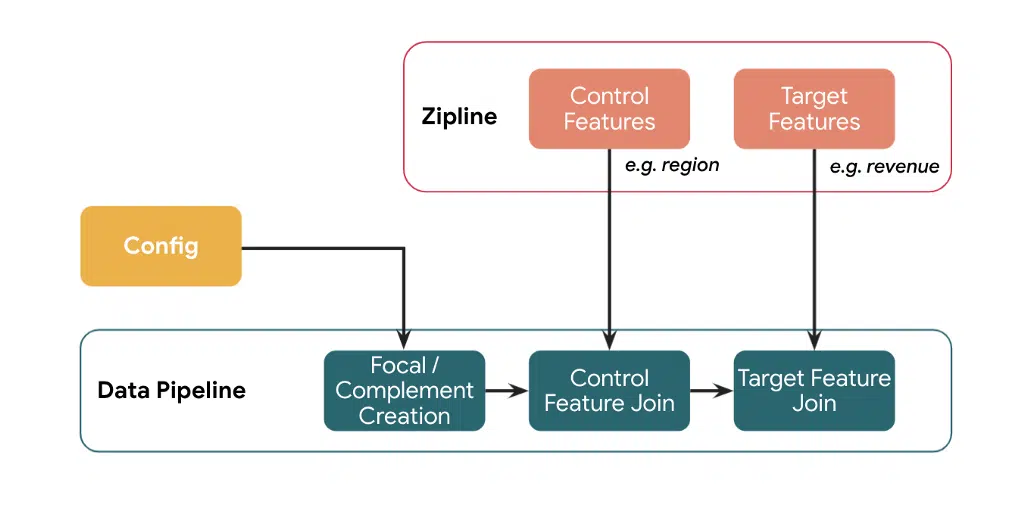 Zipline
Control
Features
Target
Features
e.g. region
e.g. revenue
Config
Data Pipeline
Focal /
Complement
Creation
Control
Feature Join
Target Feature
Join